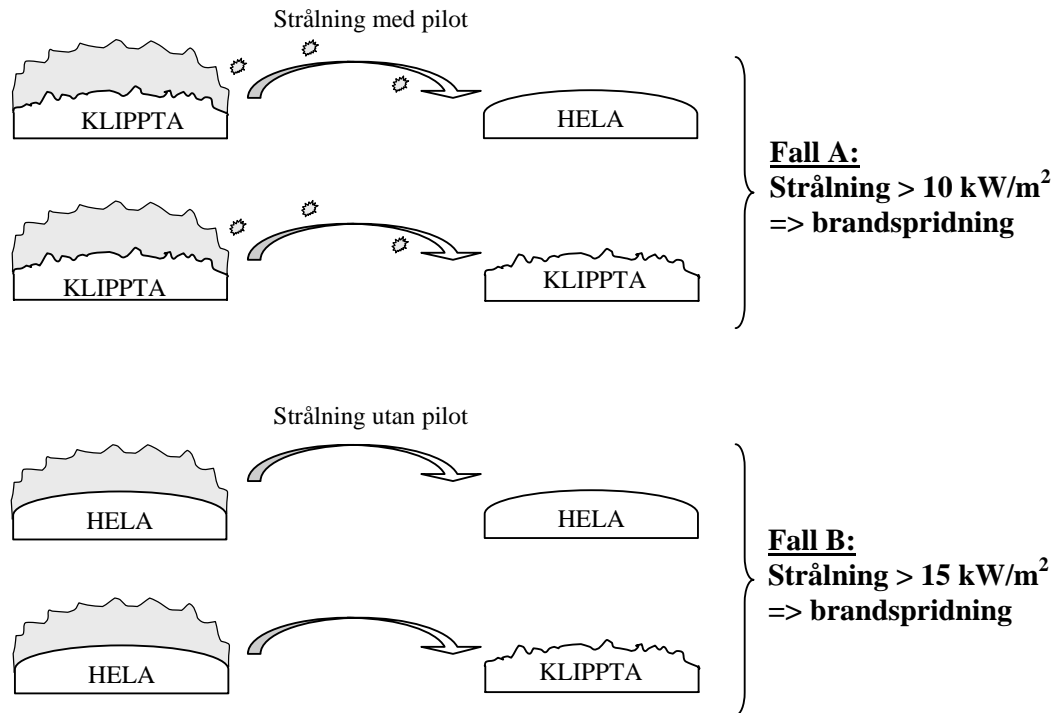 Strålning med pilot
KLIPPTA
HELA
KLIPPTA
KLIPPTA
Fall A:
Strålning > 10 kW/m²
=> brandspridning
Strålning utan pilot
HELA
HELA
HELA
KLIPPTA
Fall B:
Strålning > 15 kW/m²
=> brandspridning